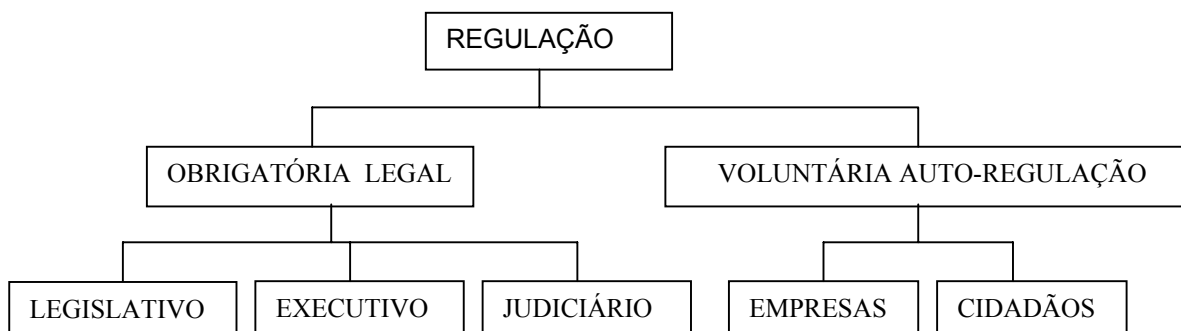 REGULAÇÃO
OBRIGATÓRIA LEGAL
VOLUNTÁRIA AUTO-REGULAÇÃO
LEGISLATIVO
EXECUTIVO
JUDICIÁRIO
EMPRESAS
CIDADÃOS